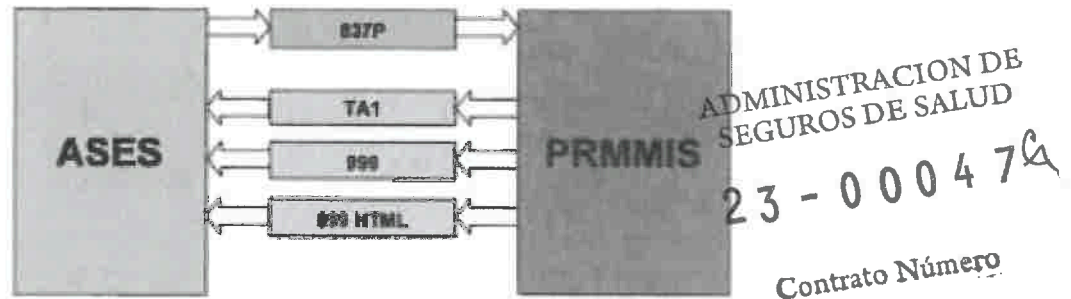 837P
TA1
ASES
999
PRMMIS
999 HTML
ADMINISTRACION DE
SEGUROS DE SALUD
23-00047
Contrato Número